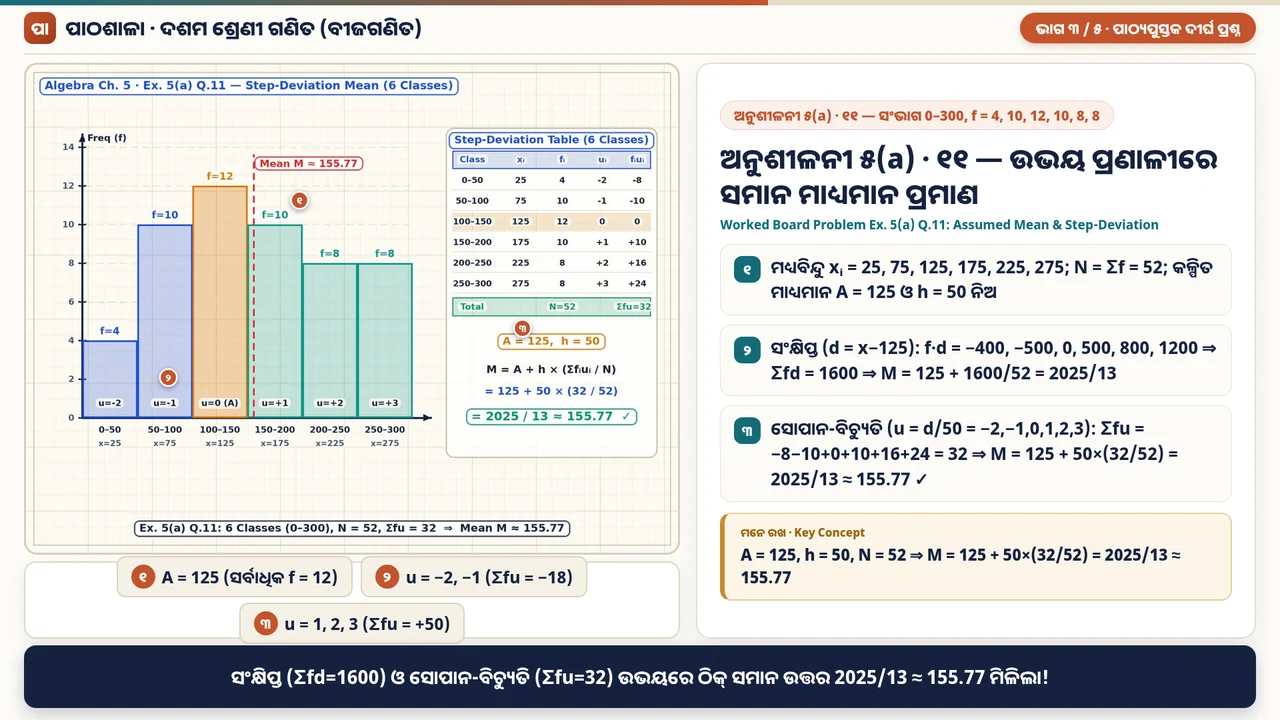 ପା ପାଠଶାଳା · ଦଶମ ଶ୍ରେଣୀ ଗଣିତ (ବୀଜଗଣିତ)
ଭାଗ ୩ / ୫ · ପାଠ୍ୟପୁସ୍ତକ ଦୀର୍ଘ ପ୍ରଶ୍ନ
Algebra Ch. 5 · Ex. 5(a) Q.11 — Step-Deviation Mean (6 Classes)
Freq (f)
14
12
10
8
6
4
2
0
Mean M ≈ 155.77
f=4
f=10
f=12
f=10
f=8
f=8
୧
୨
u=-2 u=-1 u=0 (A) u=+1 u=+2 u=+3
0-50 50-100 100-150 150-200 200-250 250-300
x=25 x=75 x=125 x=175 x=225 x=275
Step-Deviation Table (6 Classes)
Class xᵢ fᵢ uᵢ fᵢuᵢ
0-50 25 4 -2 -8
50-100 75 10 -1 -10
100-150 125 12 0 0
150-200 175 10 +1 +10
200-250 225 8 +2 +16
250-300 275 8 +3 +24
Total N=52 Σfu=32
୩
A = 125, h = 50
M = A + h × (Σfᵢuᵢ / N)
= 125 + 50 × (32 / 52)
= 2025 / 13 ≈ 155.77 ✓
Ex. 5(a) Q.11: 6 Classes (0-300), N = 52, Σfu = 32 ⇒ Mean M ≈ 155.77
୧ A = 125 (ସର୍ବାଧିକ f = 12)
୨ u = −2, −1 (Σfu = −18)
୩ u = 1, 2, 3 (Σfu = +50)
ଅନୁଶୀଳନୀ ୫(a) · ୧୧ — ସଂଭାଗ 0–300, f = 4, 10, 12, 10, 8, 8
ଅନୁଶୀଳନୀ ୫(a) · ୧୧ — ଉଭୟ ପ୍ରଣାଳୀରେ
ସମାନ ମାଧ୍ୟମାନ ପ୍ରମାଣ
Worked Board Problem Ex. 5(a) Q.11: Assumed Mean & Step-Deviation
୧ ମଧ୍ୟବିନ୍ଦୁ xᵢ = 25, 75, 125, 175, 225, 275; N = Σf = 52; କଳ୍ପିତ
ମାଧ୍ୟମାନ A = 125 ଓ h = 50 ନିଅ
୨ ସଂକ୍ଷିପ୍ତ (d = x−125): f·d = −400, −500, 0, 500, 800, 1200 ⇒
Σfd = 1600 ⇒ M = 125 + 1600/52 = 2025/13
୩ ସୋପାନ-ବିଚ୍ୟୁତି (u = d/50 = −2,−1,0,1,2,3): Σfu =
−8−10+0+10+16+24 = 32 ⇒ M = 125 + 50×(32/52) =
2025/13 ≈ 155.77 ✓
ମନେ ରଖ · Key Concept
A = 125, h = 50, N = 52 ⇒ M = 125 + 50×(32/52) = 2025/13 ≈
155.77
ସଂକ୍ଷିପ୍ତ (Σfd=1600) ଓ ସୋପାନ-ବିଚ୍ୟୁତି (Σfu=32) ଉଭୟରେ ଠିକ୍ ସମାନ ଉତ୍ତର 2025/13 ≈ 155.77 ମିଳିଲା!